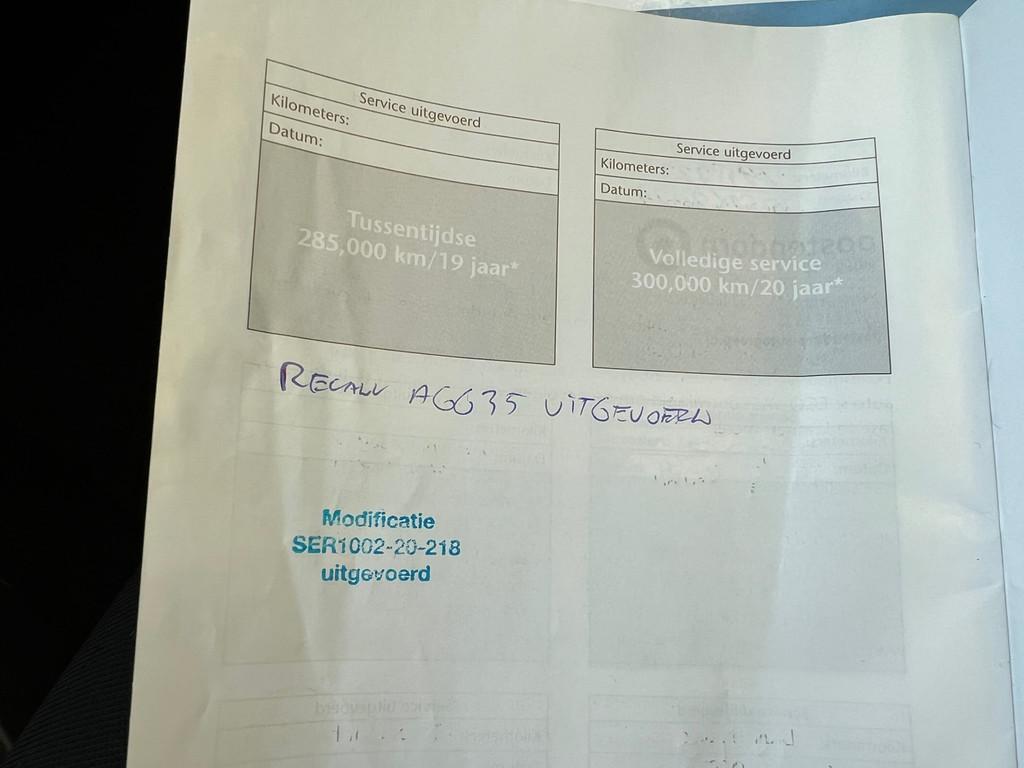 Service uitgevoerd
Kilometers:
Datum:
Tussentijdse
285,000 km/19 jaar*
Service uitgevoerd
Kilometers:
Datum:
Volledige service
300,000 km/20 jaar*
RECALL AGG35 UITGEVOERD
Modificatie
SER1002-20-218
uitgevoerd